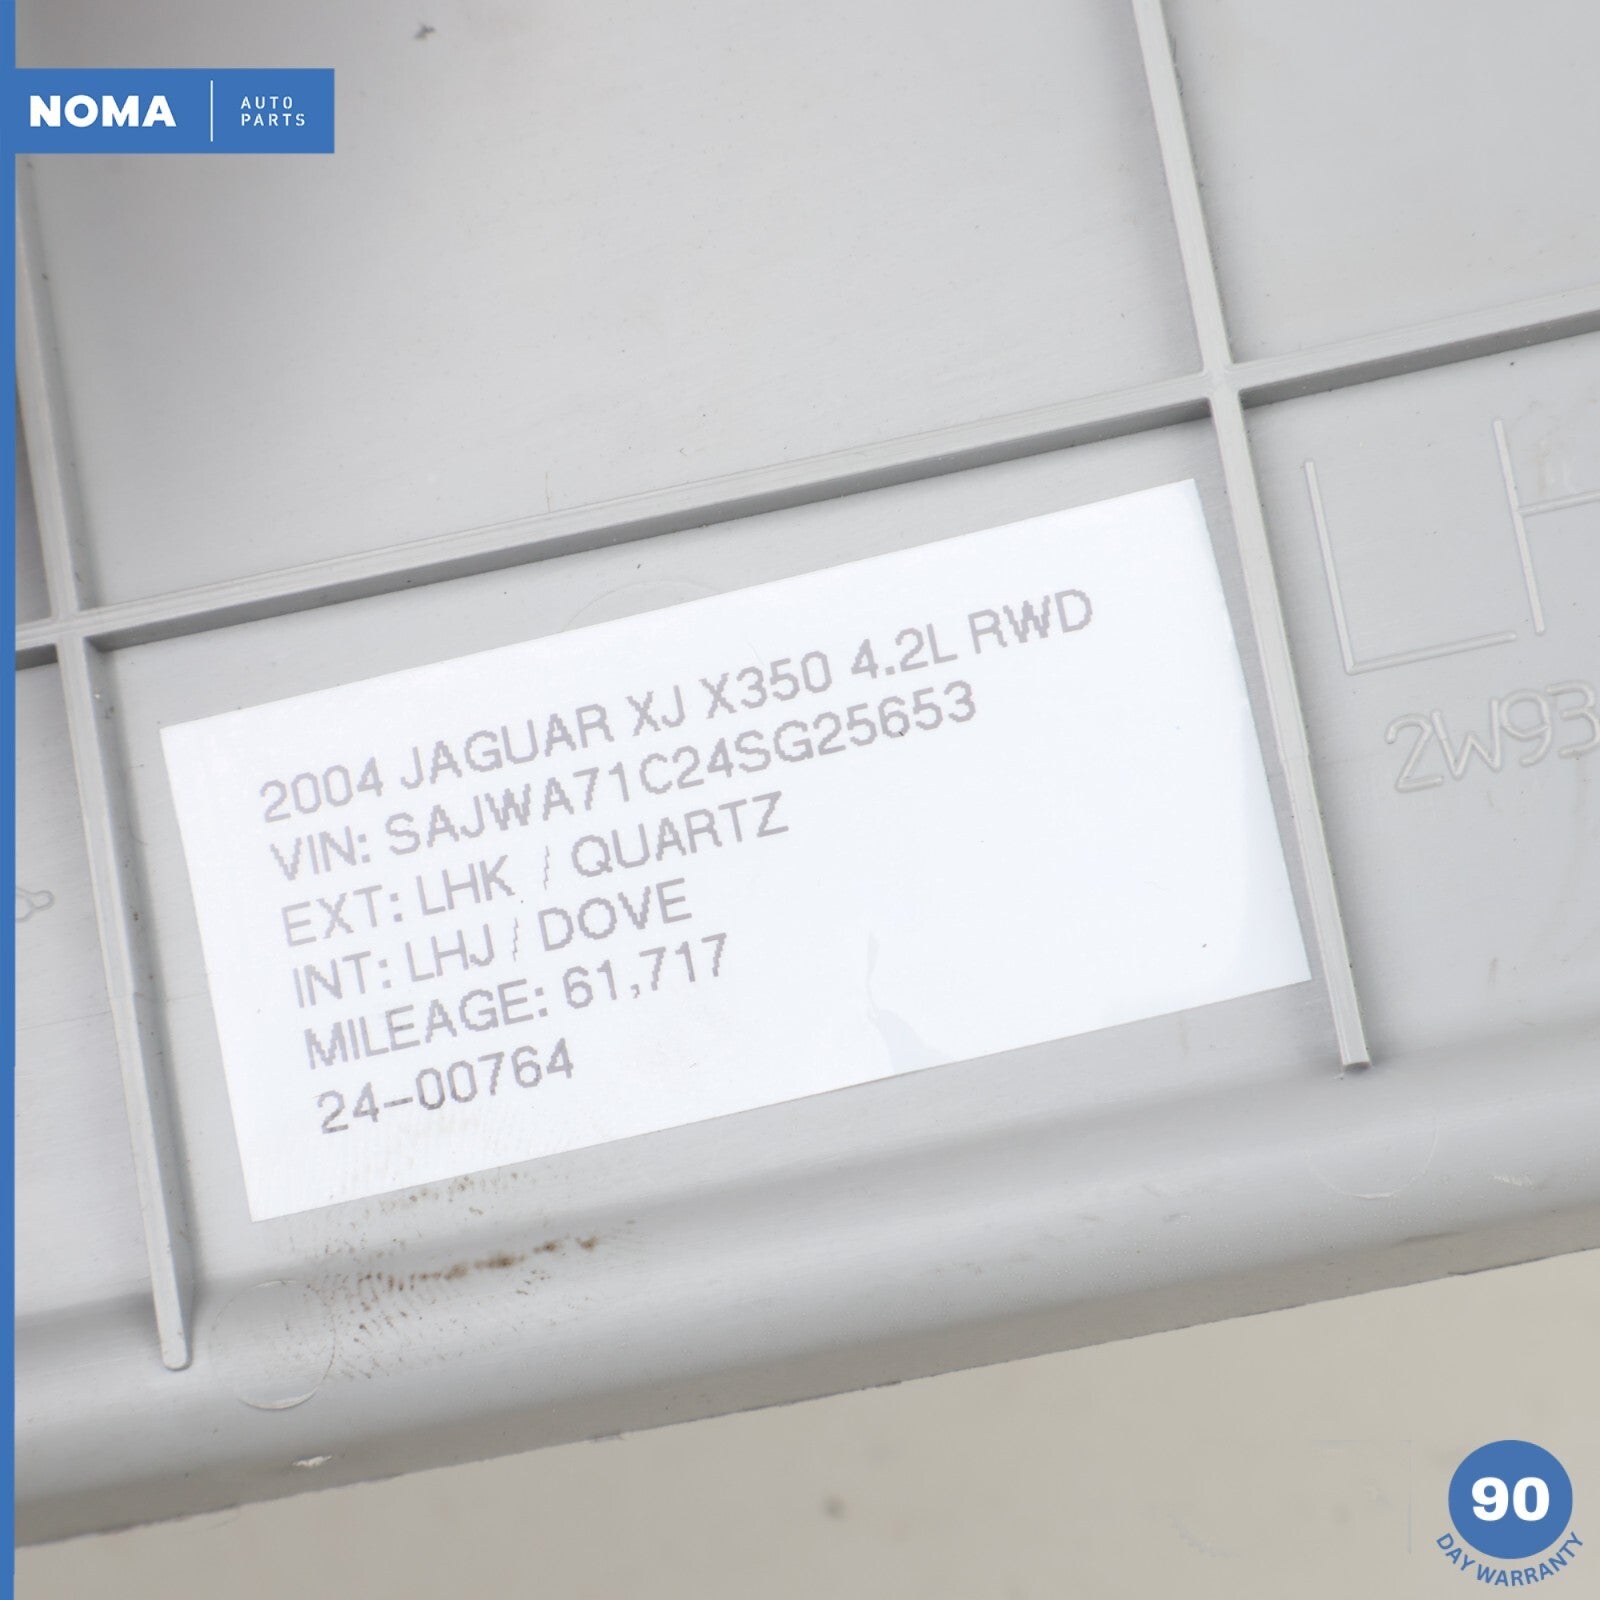 NOMA
AUTO
PARTS
2004 JAGUAR XJ X350 4.2L RWD
VIN: SAJWA71C24SG25653
EXT: LHK / QUARTZ
INT: LHJ / DOVE
MILEAGE: 61,717
24-00764
LH
2W93
90
DAY WARRANTY